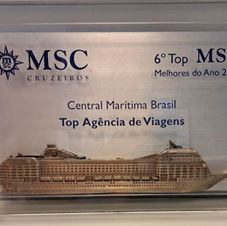 MSC
CRUZEIROS
6º Top MS
Melhores do Ano 2
Central Marítima Brasil
Top Agência de Viagens